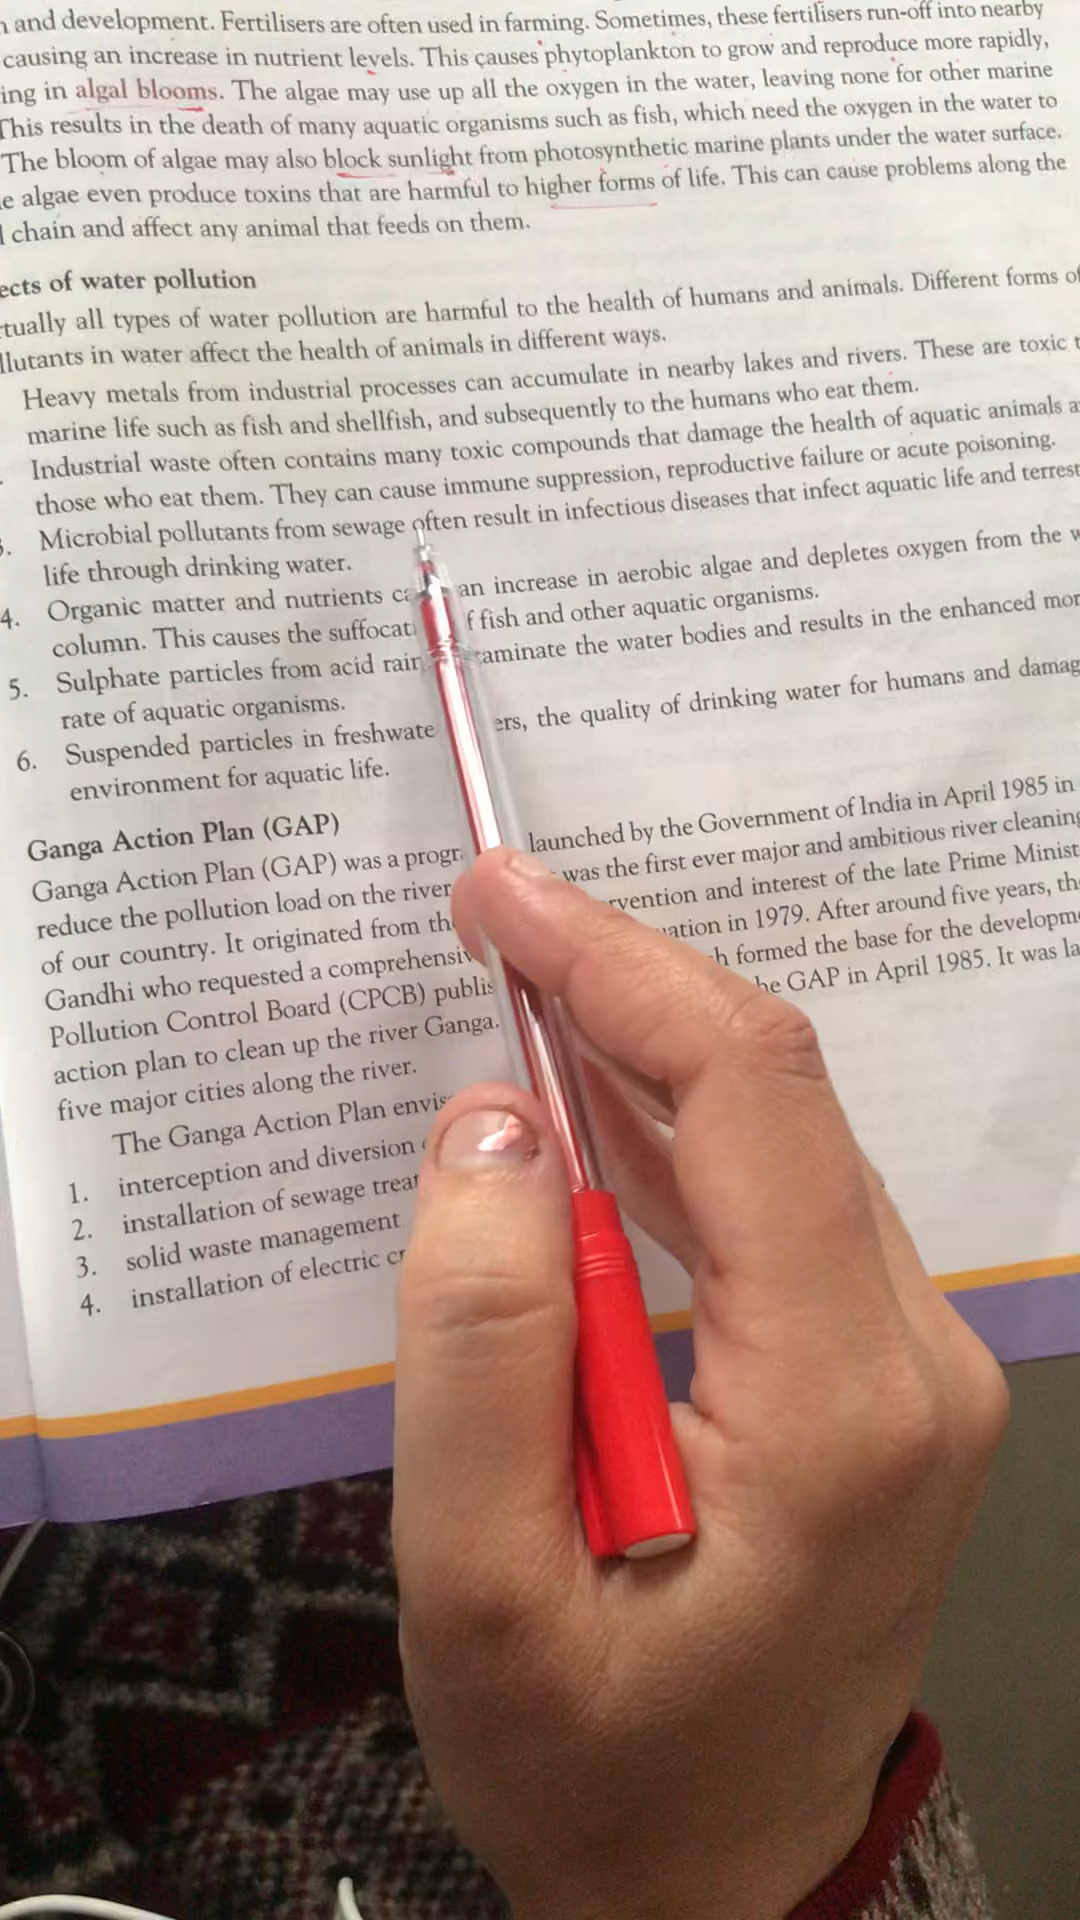 and development. Fertilisers are often used in farming. Sometimes, these fertilisers run-off into nearby
causing an increase in nutrient levels. This causes phytoplankton to grow and reproduce more rapidly,
ing in algal blooms. The algae may use up all the oxygen in the water, leaving none for other marine
This results in the death of many aquatic organisms such as fish, which need the oxygen in the water to
The bloom of algae may also block sunlight from photosynthetic marine plants under the water surface.
e algae even produce toxins that are harmful to higher forms of life. This can cause problems along the
chain and affect any animal that feeds on them.
ects of water pollution
rtually all types of water pollution are harmful to the health of humans and animals. Different forms of
llutants in water affect the health of animals in different ways.
Heavy metals from industrial processes can accumulate in nearby lakes and rivers. These are toxic t
marine life such as fish and shellfish, and subsequently to the humans who eat them.
Industrial waste often contains many toxic compounds that damage the health of aquatic animals a
those who eat them. They can cause immune suppression, reproductive failure or acute poisoning.
3. Microbial pollutants from sewage often result in infectious diseases that infect aquatic life and terrest
life through drinking water.
4. Organic matter and nutrients ca an increase in aerobic algae and depletes oxygen from the w
column. This causes the suffocati f fish and other aquatic organisms.
5. Sulphate particles from acid rain taminate the water bodies and results in the enhanced mor
rate of aquatic organisms.
6. Suspended particles in freshwate ers, the quality of drinking water for humans and damag
environment for aquatic life.
Ganga Action Plan (GAP)
Ganga Action Plan (GAP) was a progr launched by the Government of India in April 1985 in
reduce the pollution load on the river was the first ever major and ambitious river cleaning
of our country. It originated from th rvention and interest of the late Prime Minist
Gandhi who requested a comprehensiv uation in 1979. After around five years, th
Pollution Control Board (CPCB) publis h formed the base for the developm
action plan to clean up the river Ganga. he GAP in April 1985. It was la
five major cities along the river.
The Ganga Action Plan envis
1. interception and diversion
2. installation of sewage treat
3. solid waste management
4. installation of electric cr